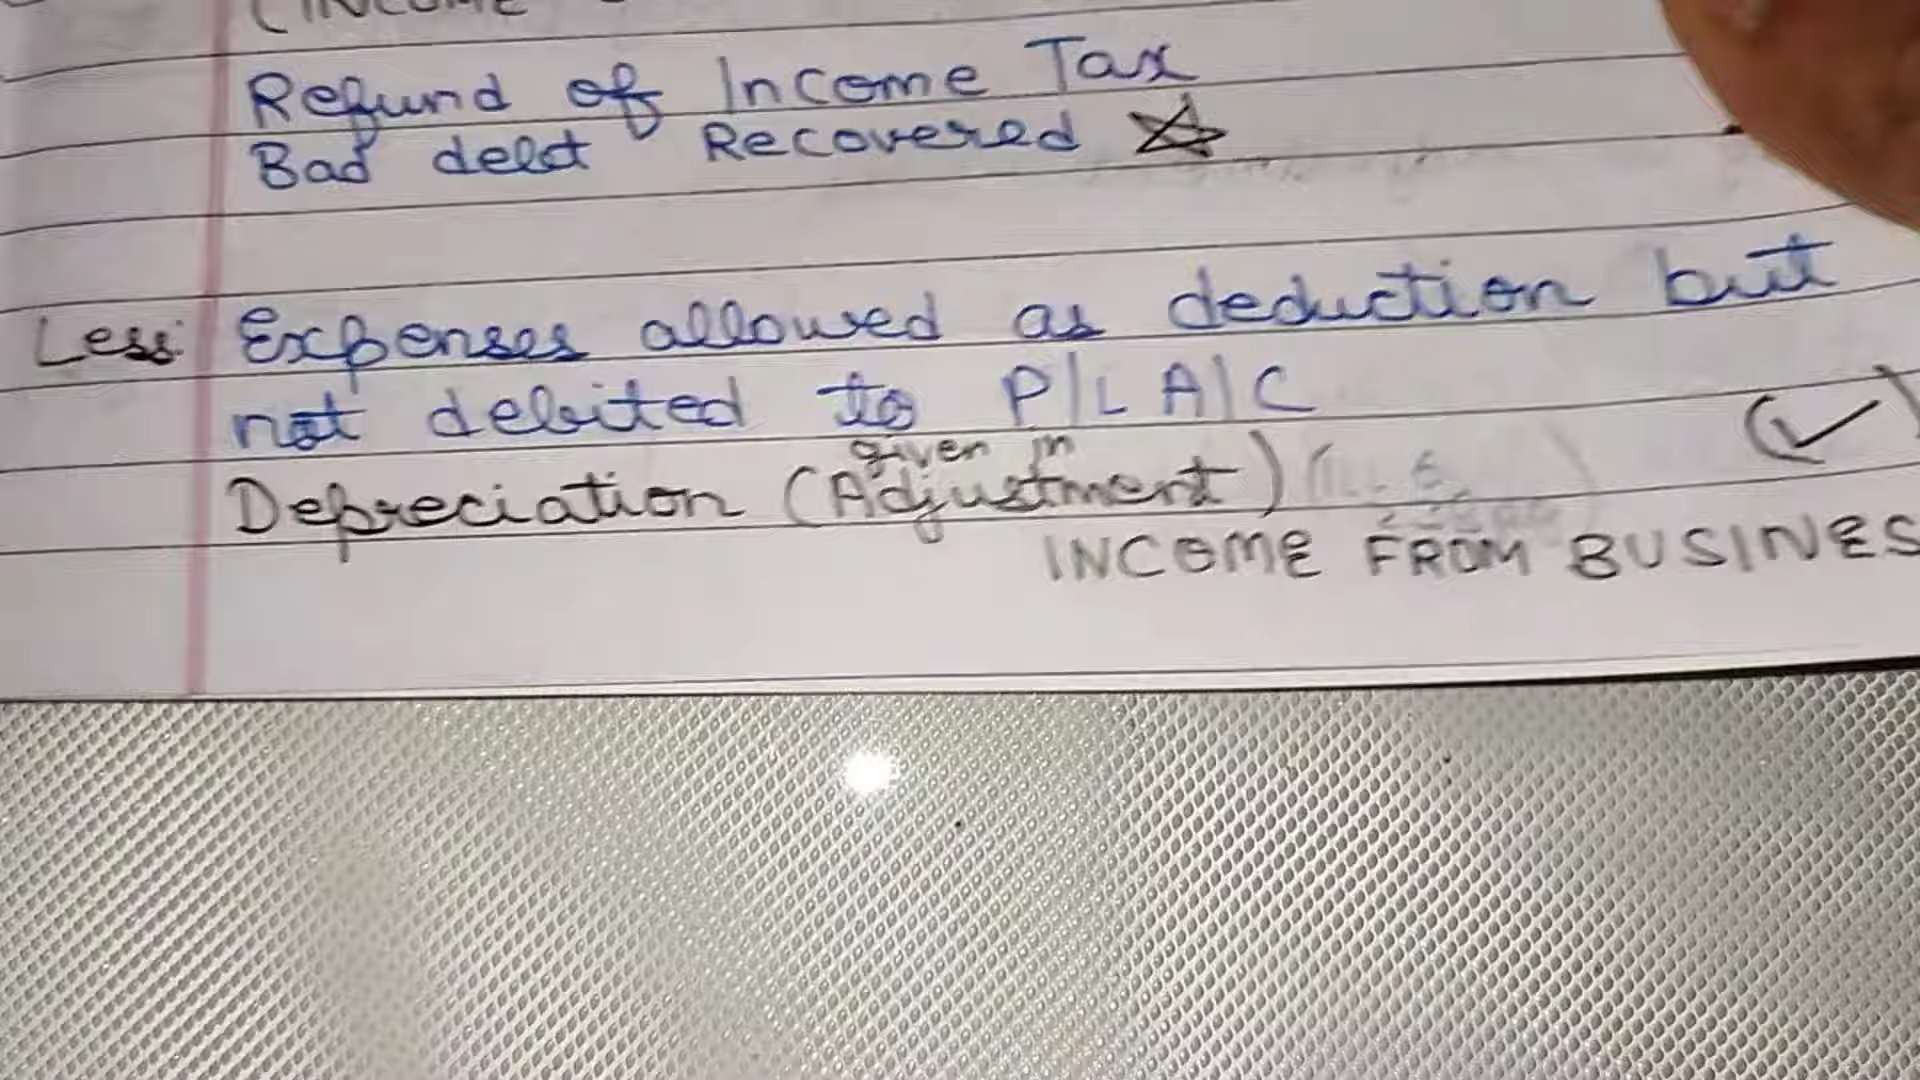 (INCOME
Refund of Income Tax
Bad debt Recovered
Less: Expenses allowed as deduction but
not debited to P/L A/C
given in
Depreciation (Adjustment)
INCOME FROM BUSINES